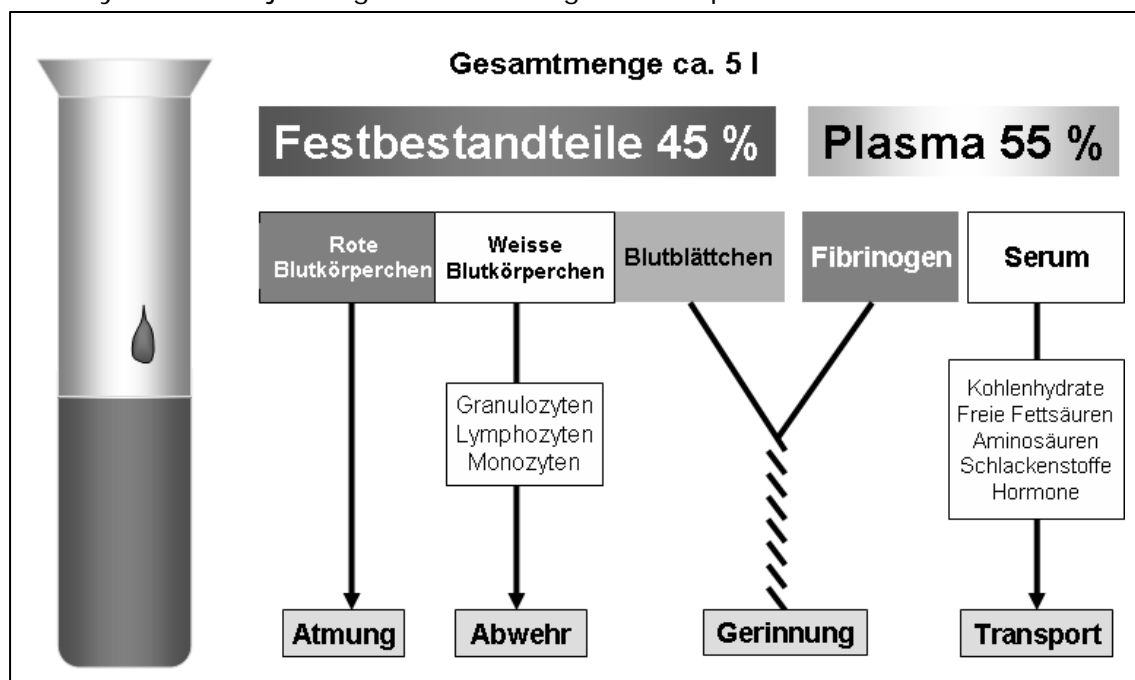 Gesamtmenge ca. 5 l
Festbestandteile 45 %
Plasma 55 %
Rote
Blutkörperchen
Weisse
Blutkörperchen
Blutblättchen
Fibrinogen
Serum
Granulozyten
Lymphozyten
Monozyten
Kohlenhydrate
Freie Fettsäuren
Aminosäuren
Schlackenstoffe
Hormone
Atmung
Abwehr
Gerinnung
Transport